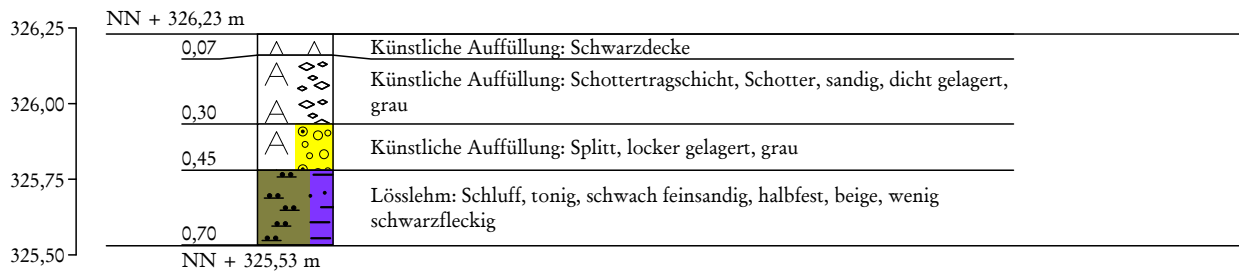 NN + 326,23 m
326,25
0,07 Künstliche Auffüllung: Schwarzdecke
Künstliche Auffüllung: Schottertragschicht, Schotter, sandig, dicht gelagert,
grau
326,00
0,30
Künstliche Auffüllung: Splitt, locker gelagert, grau
0,45
325,75
Lösslehm: Schluff, tonig, schwach feinsandig, halbfest, beige, wenig
schwarzfleckig
0,70
325,50
NN + 325,53 m